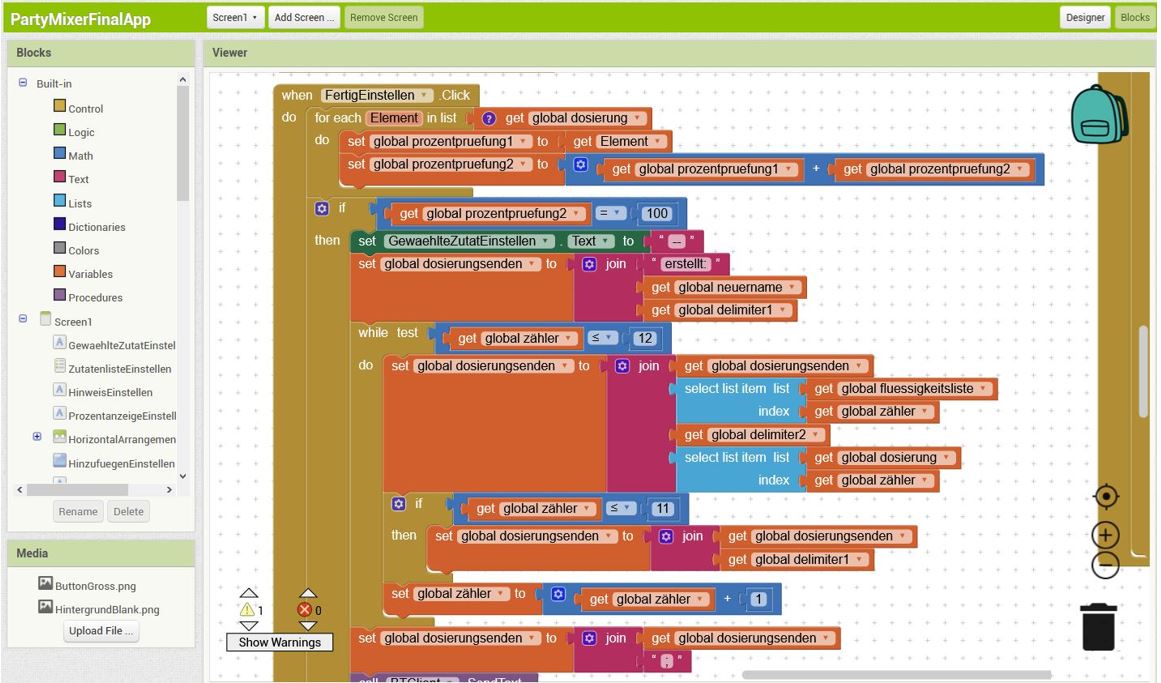 PartyMixerFinalApp Screen1 Add Screen ... Remove Screen Designer Blocks
Blocks
Built-in
Control
Logic
Math
Text
Lists
Dictionaries
Colors
Variables
Procedures
Screen1
GewaehlteZutatEinstel
ZutatenlisteEinstellen
HinweisEinstellen
ProzentanzeigeEinstell
HorizontalArrangemen
HinzufuegenEinstellen
Rename Delete
Media
ButtonGross.png
HintergrundBlank.png
Upload File ...
Viewer
when FertigEinstellen .Click
do for each Element in list ? get global dosierung
do set global prozentpruefung1 to get Element
set global prozentpruefung2 to get global prozentpruefung1 + get global prozentpruefung2
if get global prozentpruefung2 = 100
then set GewaehlteZutatEinstellen . Text to “ -- ”
set global dosierungsenden to join “ erstellt: ”
get global neuername
get global delimiter1
while test get global zähler ≤ 12
do set global dosierungsenden to join get global dosierungsenden
select list item list get global fluessigkeitsliste
index get global zähler
get global delimiter2
select list item list get global dosierung
index get global zähler
if get global zähler ≤ 11
then set global dosierungsenden to join get global dosierungsenden
get global delimiter1
set global zähler to get global zähler + 1
set global dosierungsenden to join get global dosierungsenden
“ ; ”
call BTClient .SendText
1 0
Show Warnings